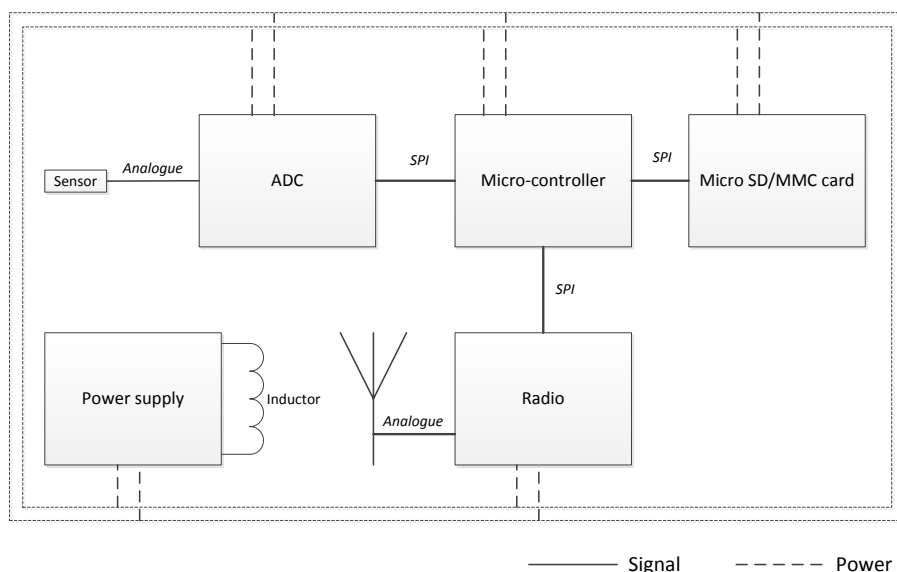 Sensor
Analogue
ADC
SPI
Micro-controller
SPI
Micro SD/MMC card
SPI
Power supply
Inductor
Analogue
Radio
Signal
Power